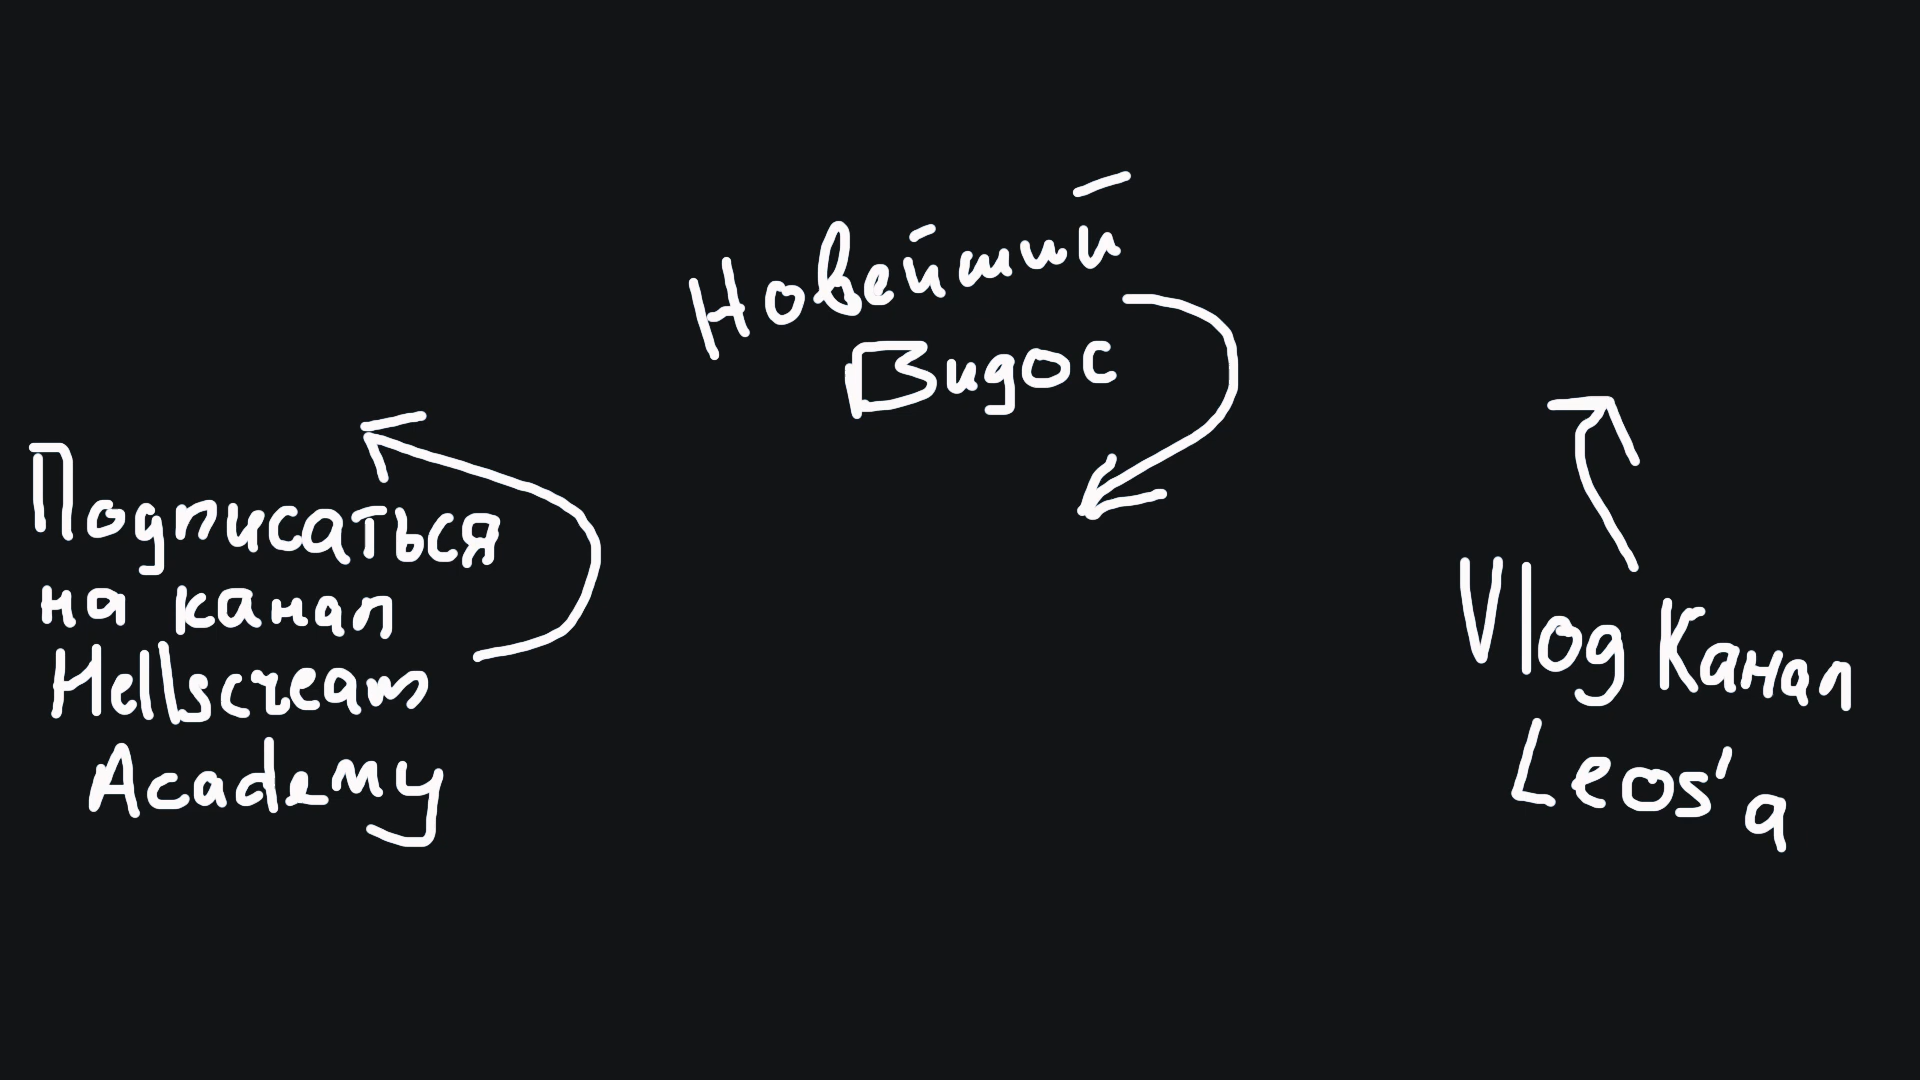 Новейший
Видос
Подписаться
на канал
Hellscream
Academy
Vlog Канал
Leos'a